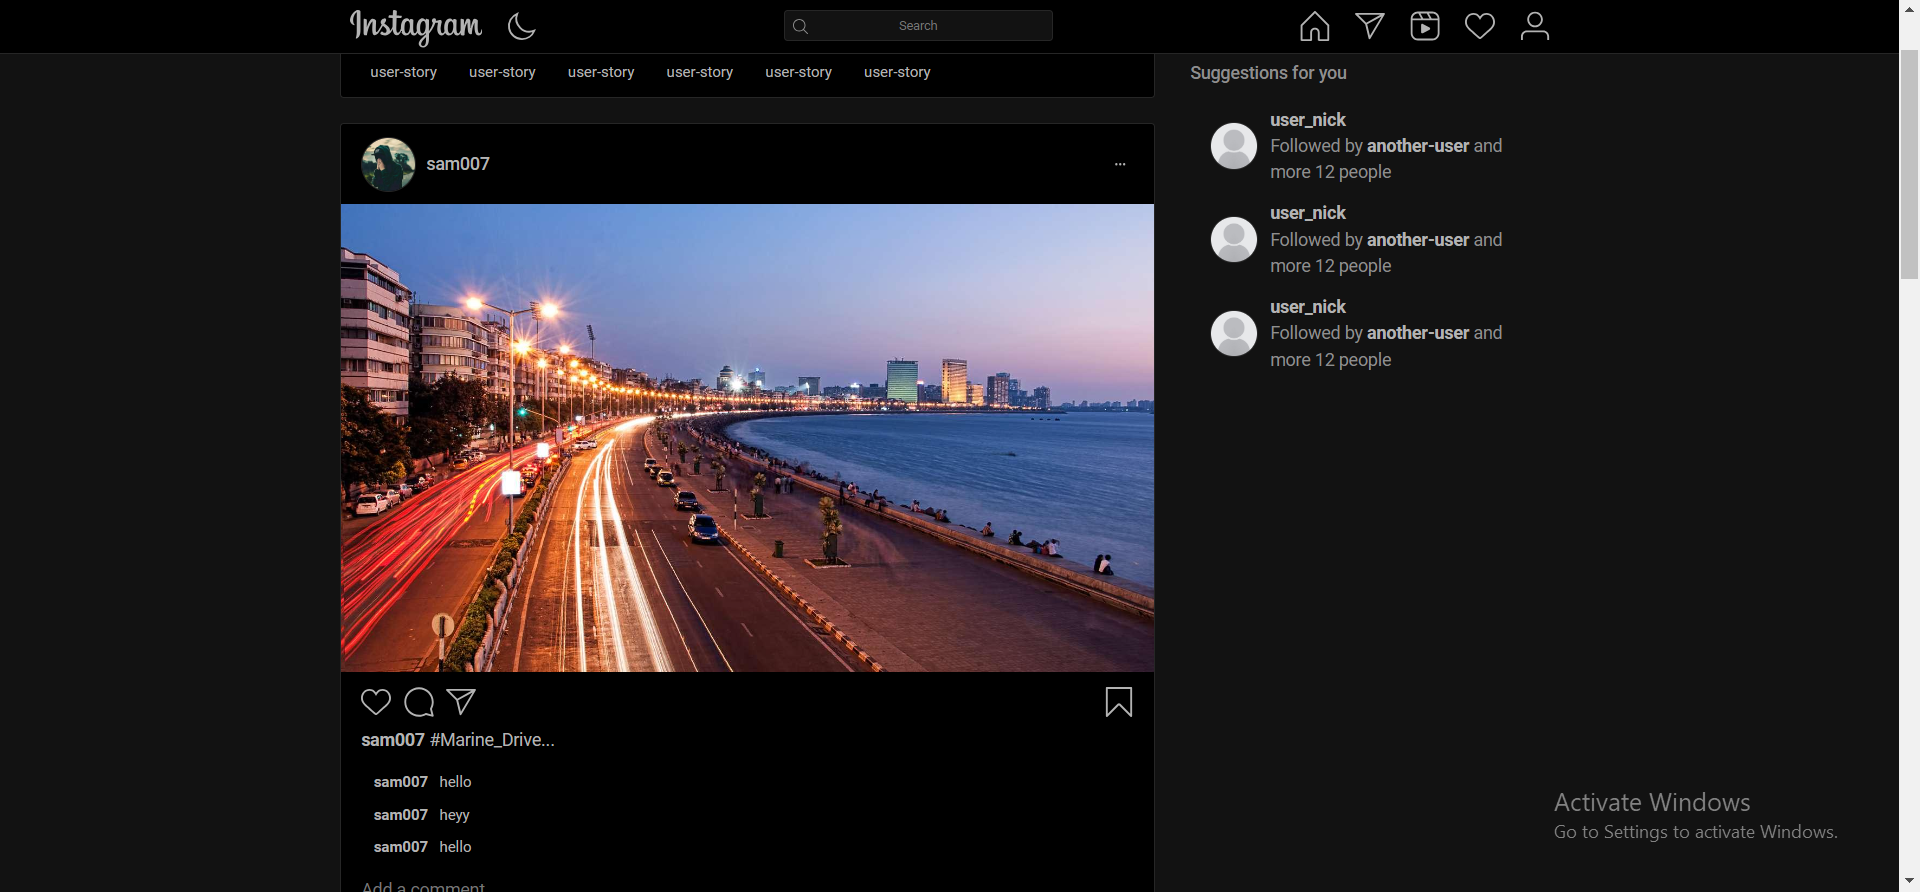 Instagram
Search
user-story user-story user-story user-story user-story user-story
sam007
...
sam007 #Marine_Drive...
sam007 hello
sam007 heyy
sam007 hello
Add a comment
Suggestions for you
user_nick
Followed by another-user and
more 12 people
user_nick
Followed by another-user and
more 12 people
user_nick
Followed by another-user and
more 12 people
Activate Windows
Go to Settings to activate Windows.